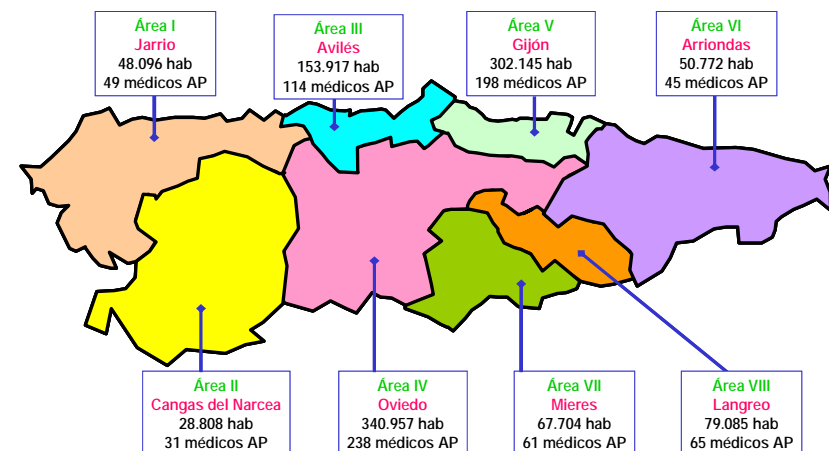 Área I
Jarrio
48.096 hab
49 médicos AP
Área III
Avilés
153.917 hab
114 médicos AP
Área V
Gijón
302.145 hab
198 médicos AP
Área VI
Arriondas
50.772 hab
45 médicos AP
Área II
Cangas del Narcea
28.808 hab
31 médicos AP
Área IV
Oviedo
340.957 hab
238 médicos AP
Área VII
Mieres
67.704 hab
61 médicos AP
Área VIII
Langreo
79.085 hab
65 médicos AP